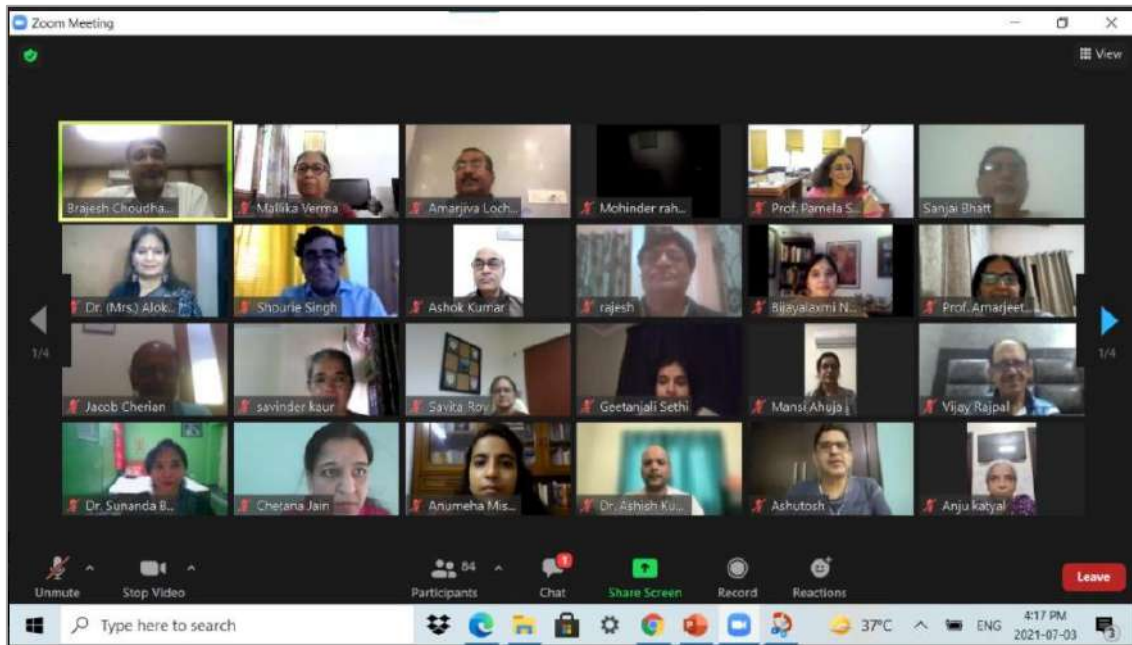 Zoom Meeting
View
Brajesh Choudha...
Mallika Verma
Amarjiva Loch...
Mohinder rah...
Prof. Pamela S...
Sanjai Bhatt
Dr. (Mrs.) Alok...
Shourie Singh
Ashok Kumar
rajesh
Bijayalaxmi N...
Prof. Amarjeet...
1/4
1/4
Jacob Cherian
savinder kaur
Savita Roy
Geetanjali Sethi
Mansi Ahuja
Vijay Rajpal
Dr. Sunanda B...
Chetana Jain
Anumeha Mis...
Dr. Ashish Ku...
Ashutosh
Anju katyal
84
1
Unmute
Stop Video
Participants
Chat
Share Screen
Record
Reactions
Leave
Type here to search
37°C
ENG
4:17 PM
2021-07-03
3